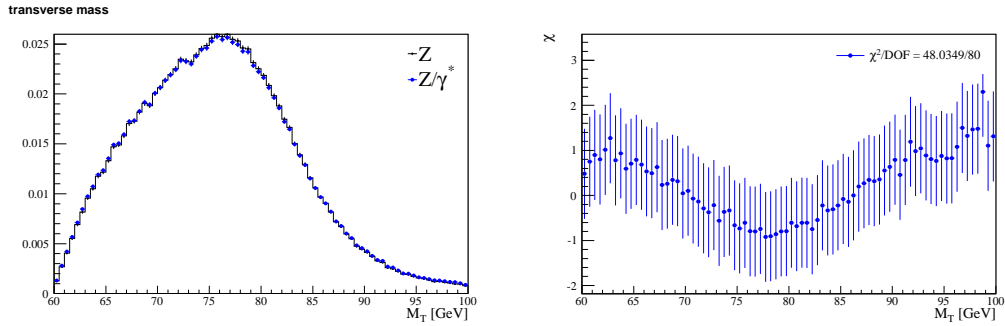 transverse mass
0.025
0.02
0.015
0.01
0.005
0
60 65 70 75 80 85 90 95 100
M_T [GeV]
Z
Z/γ*
χ
3
2
1
0
-1
-2
60 65 70 75 80 85 90 95 100
M_T [GeV]
χ²/DOF = 48.0349/80